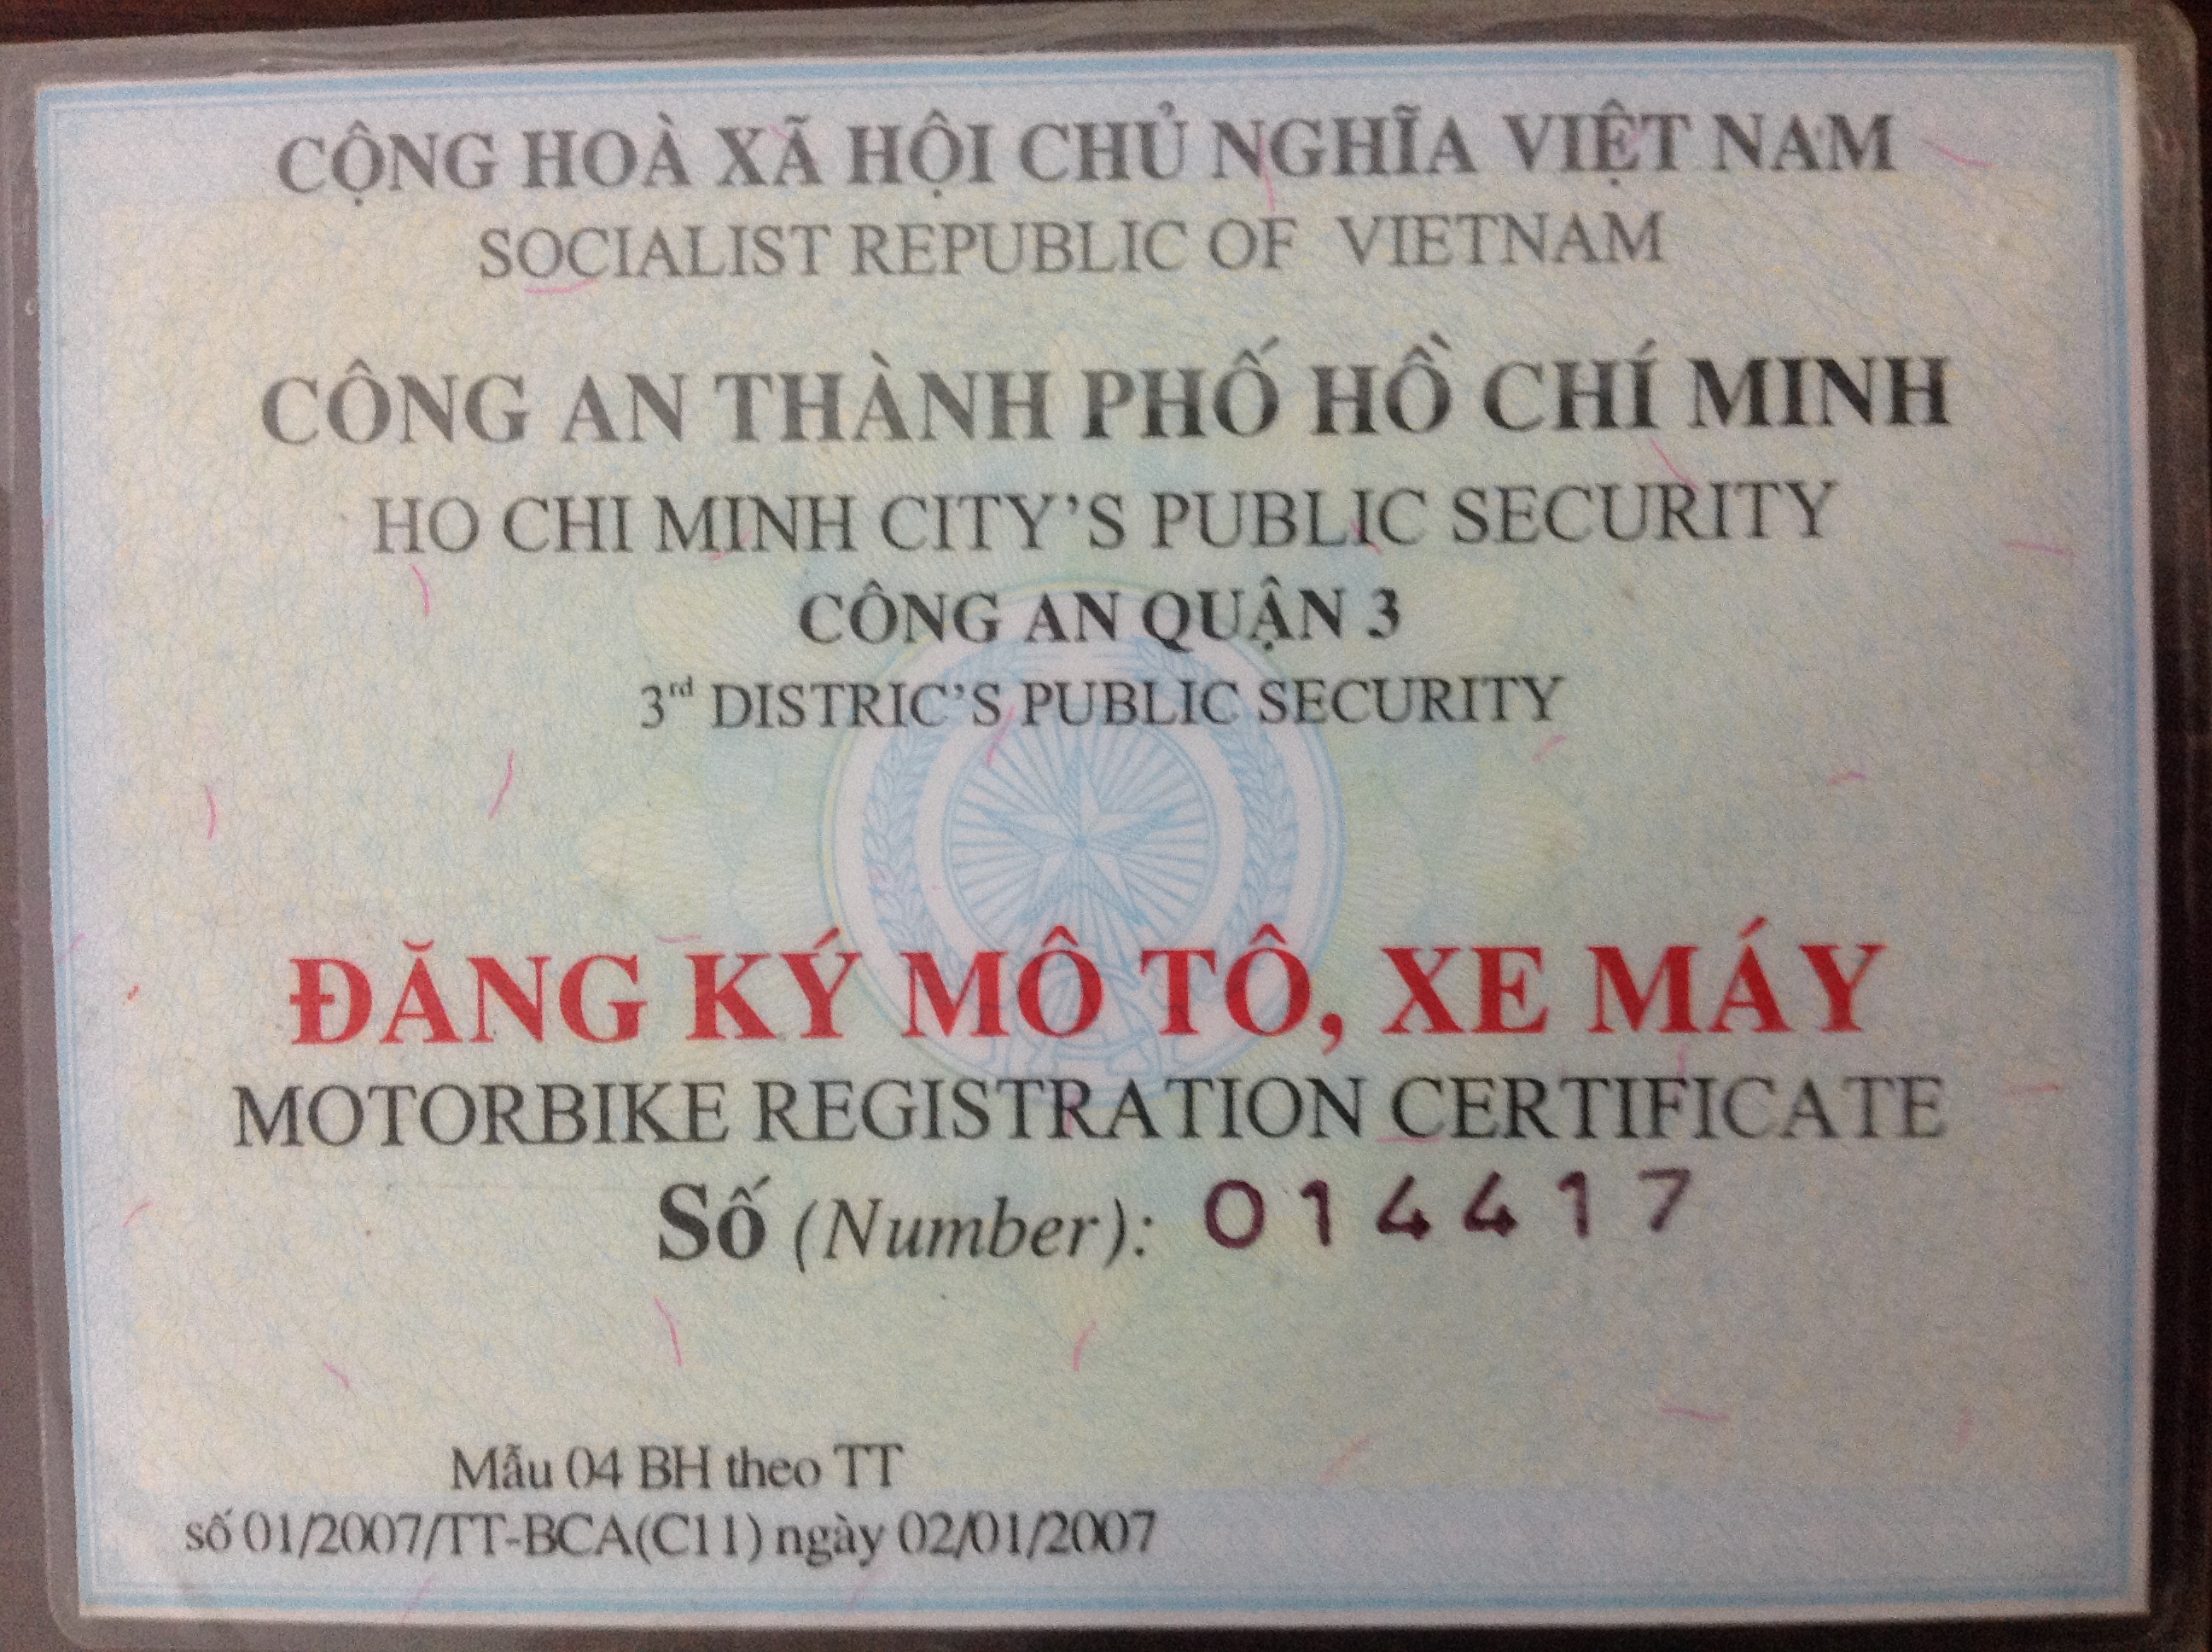 CỘNG HOÀ XÃ HỘI CHỦ NGHĨA VIỆT NAM
SOCIALIST REPUBLIC OF VIETNAM
CÔNG AN THÀNH PHỐ HỒ CHÍ MINH
HO CHI MINH CITY'S PUBLIC SECURITY
CÔNG AN QUẬN 3
3rd DISTRIC'S PUBLIC SECURITY
ĐĂNG KÝ MÔ TÔ, XE MÁY
MOTORBIKE REGISTRATION CERTIFICATE
Số (Number): 014417
Mẫu 04 BH theo TT
số 01/2007/TT-BCA(C11) ngày 02/01/2007